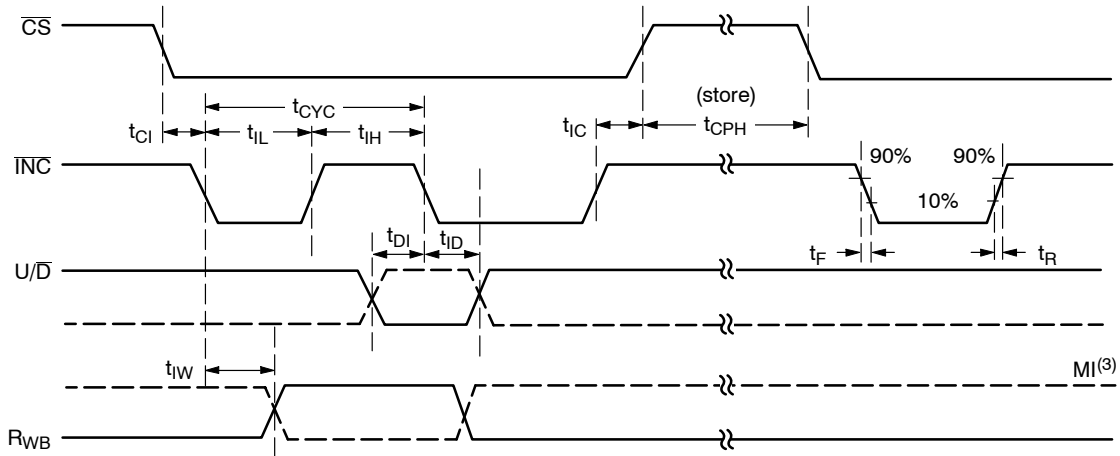 CS
(store)
tCYC
tCI
tIL
tIH
tIC
tCPH
INC
90%
90%
10%
tDI
tID
tF
tR
U/D
tIW
MI(3)
RWB